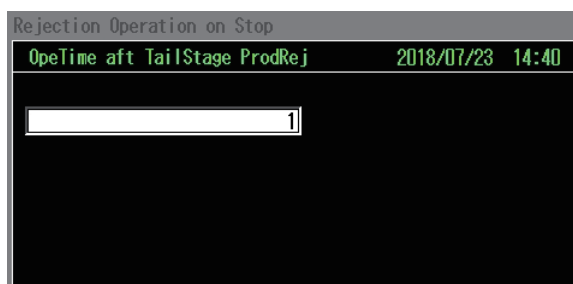 Rejection Operation on Stop
OpeTime aft TailStage ProdRej 2018/07/23 14:40
1